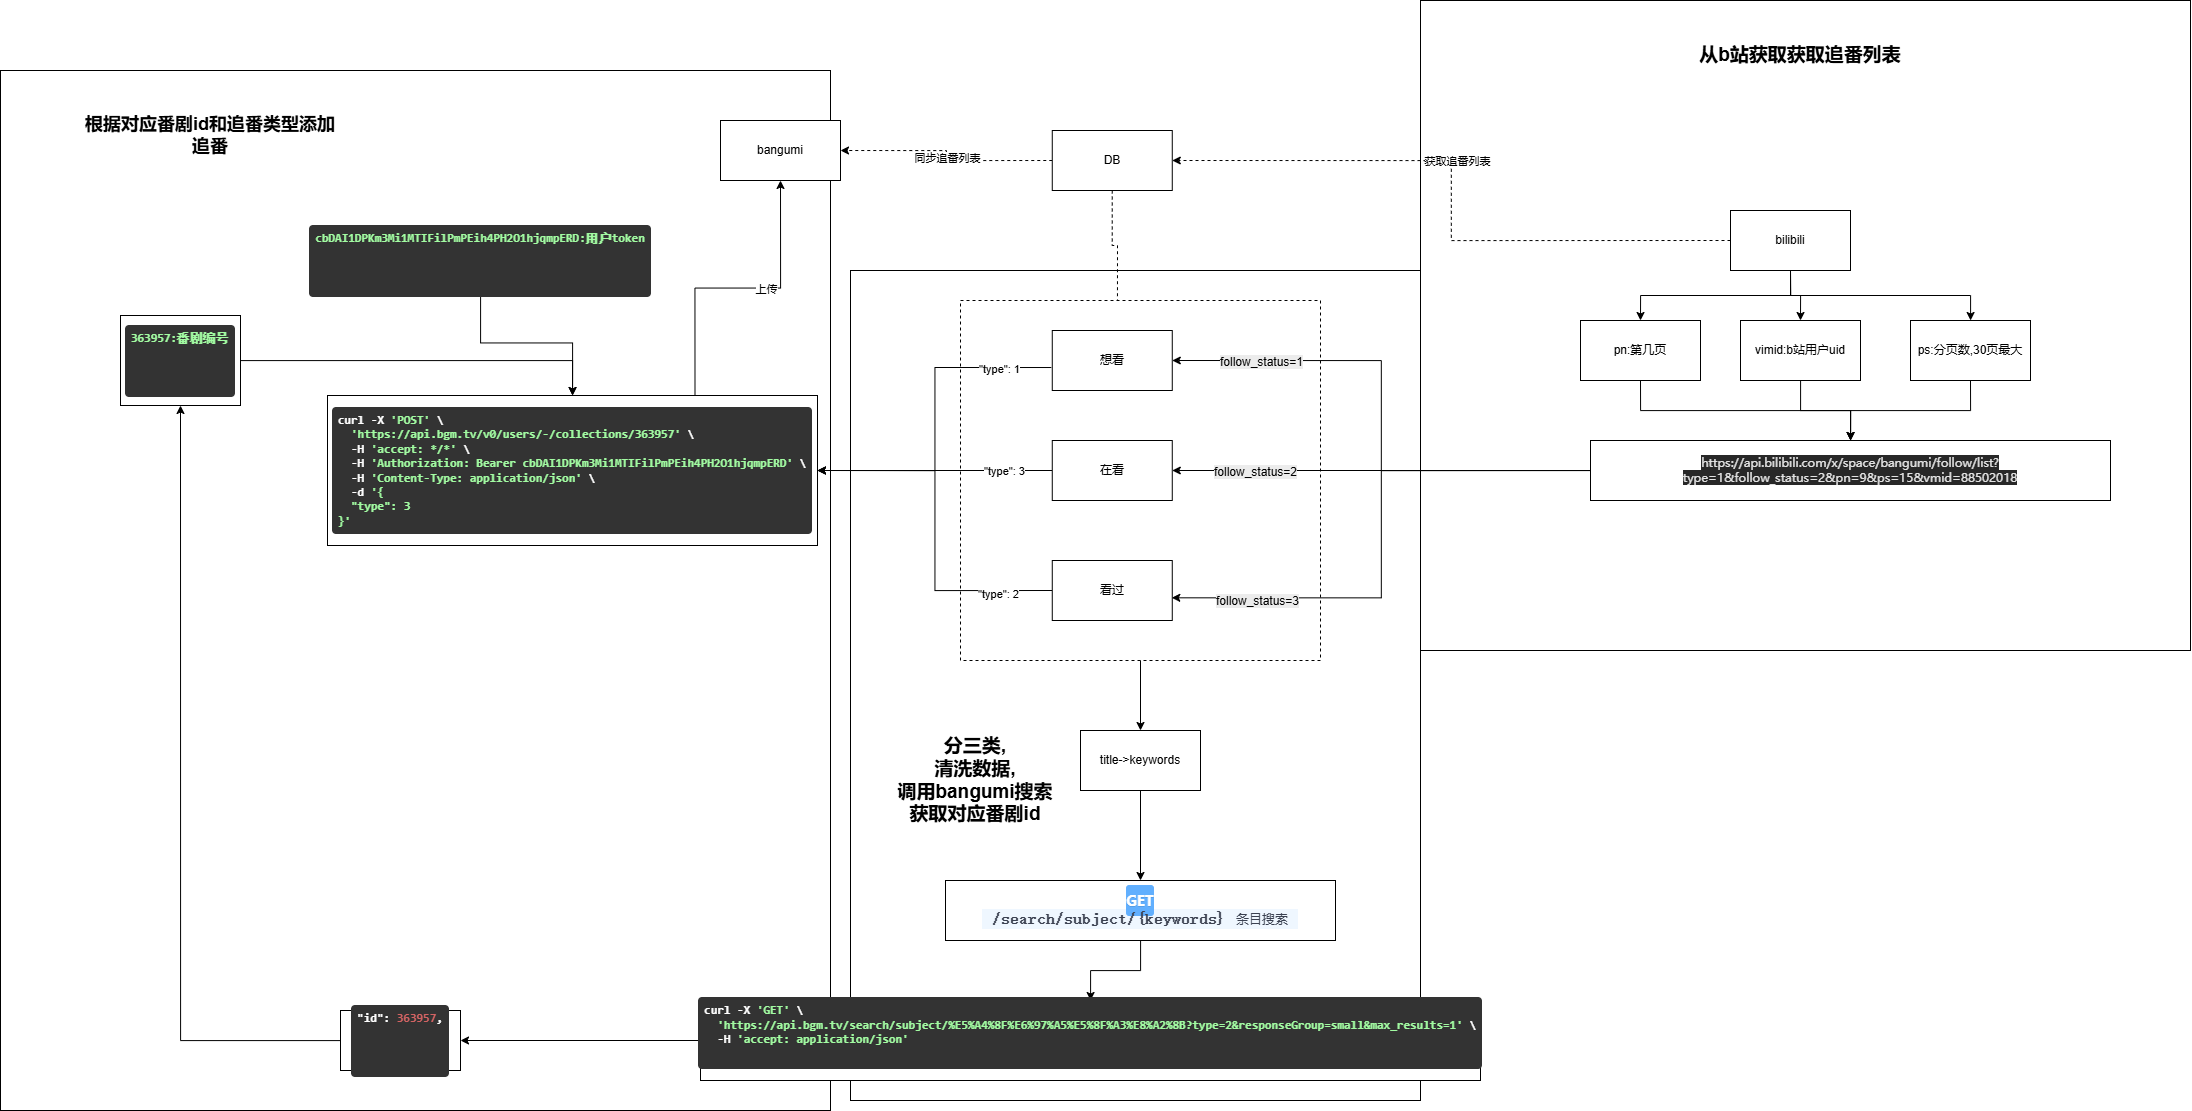 从b站获取获取追番列表
根据对应番剧id和追番类型添加
追番
bangumi
同步追番列表
DB
获取追番列表
bilibili
cbDAI1DPKm3Mi1MTIFilPmPEih4PH2O1hjqmpERD:用户token
上传
363957:番剧编号
pn:第几页
vimid:b站用户uid
ps:分页数,30页最大
想看
"type": 1
follow_status=1
curl -X 'POST' \
'https://api.bgm.tv/v0/users/-/collections/363957' \
-H 'accept: */*' \
-H 'Authorization: Bearer cbDAI1DPKm3Mi1MTIFilPmPEih4PH2O1hjqmpERD' \
-H 'Content-Type: application/json' \
-d '{
"type": 3
}'
在看
"type": 3
follow_status=2
https://api.bilibili.com/x/space/bangumi/follow/list?
type=1&follow_status=2&pn=9&ps=15&vmid=88502018
看过
"type": 2
follow_status=3
分三类,
清洗数据,
调用bangumi搜索
获取对应番剧id
title->keywords
GET
/search/subject/{keywords} 条目搜索
curl -X 'GET' \
'https://api.bgm.tv/search/subject/%E5%A4%8F%E6%97%A5%E5%8F%A3%E8%A2%8B?type=2&responseGroup=small&max_results=1' \
-H 'accept: application/json'
"id": 363957,